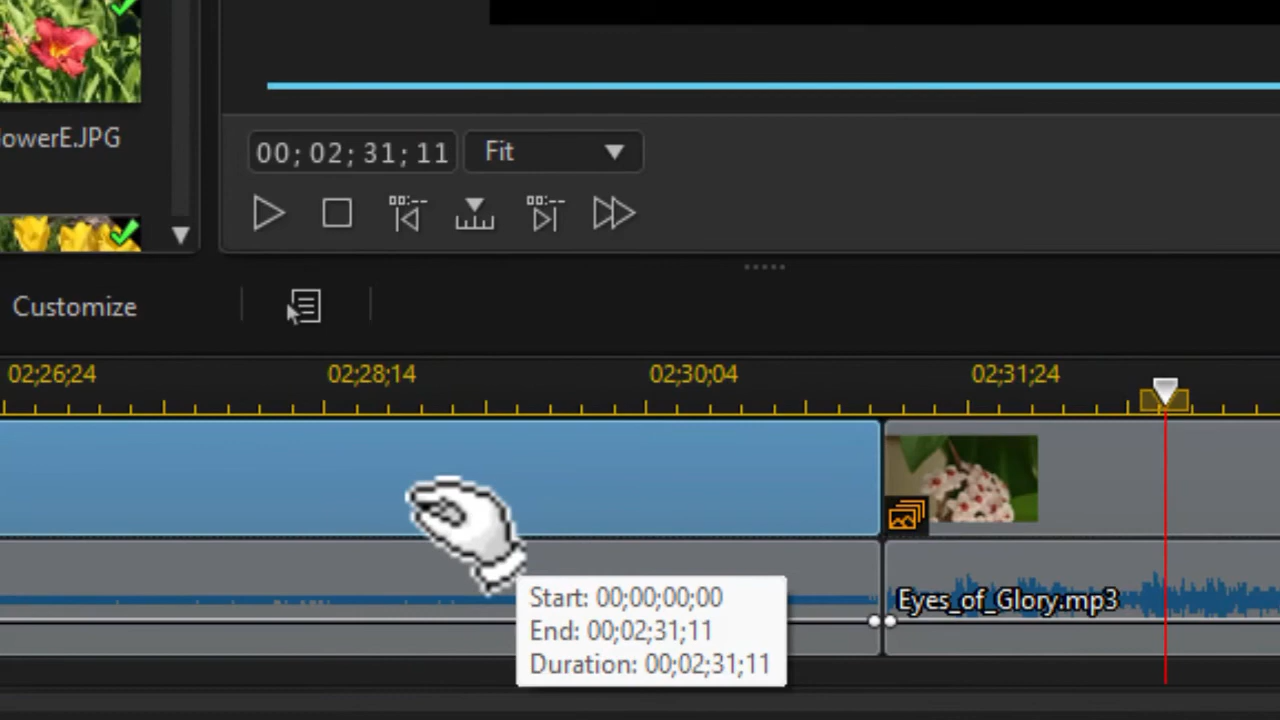 owerE.JPG
00; 02; 31; 11
Fit
Customize
02;26;24
02;28;14
02;30;04
02;31;24
Eyes_of_Glory.mp3
Start: 00;00;00;00
End: 00;02;31;11
Duration: 00;02;31;11